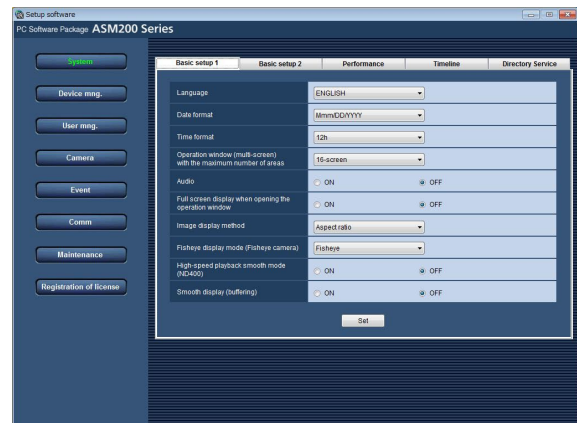 Setup software
PC Software Package ASM200 Series
System
Device mng.
User mng.
Camera
Event
Comm
Maintenance
Registration of license
Basic setup 1 Basic setup 2 Performance Timeline Directory Service
Language ENGLISH
Date format Mmm/DD/YYYY
Time format 12h
Operation window (multi-screen)
with the maximum number of areas 16-screen
Audio ON OFF
Full screen display when opening the
operation window ON OFF
Image display method Aspect ratio
Fisheye display mode (Fisheye camera) Fisheye
High-speed playback smooth mode
(ND400) ON OFF
Smooth display (buffering) ON OFF
Set